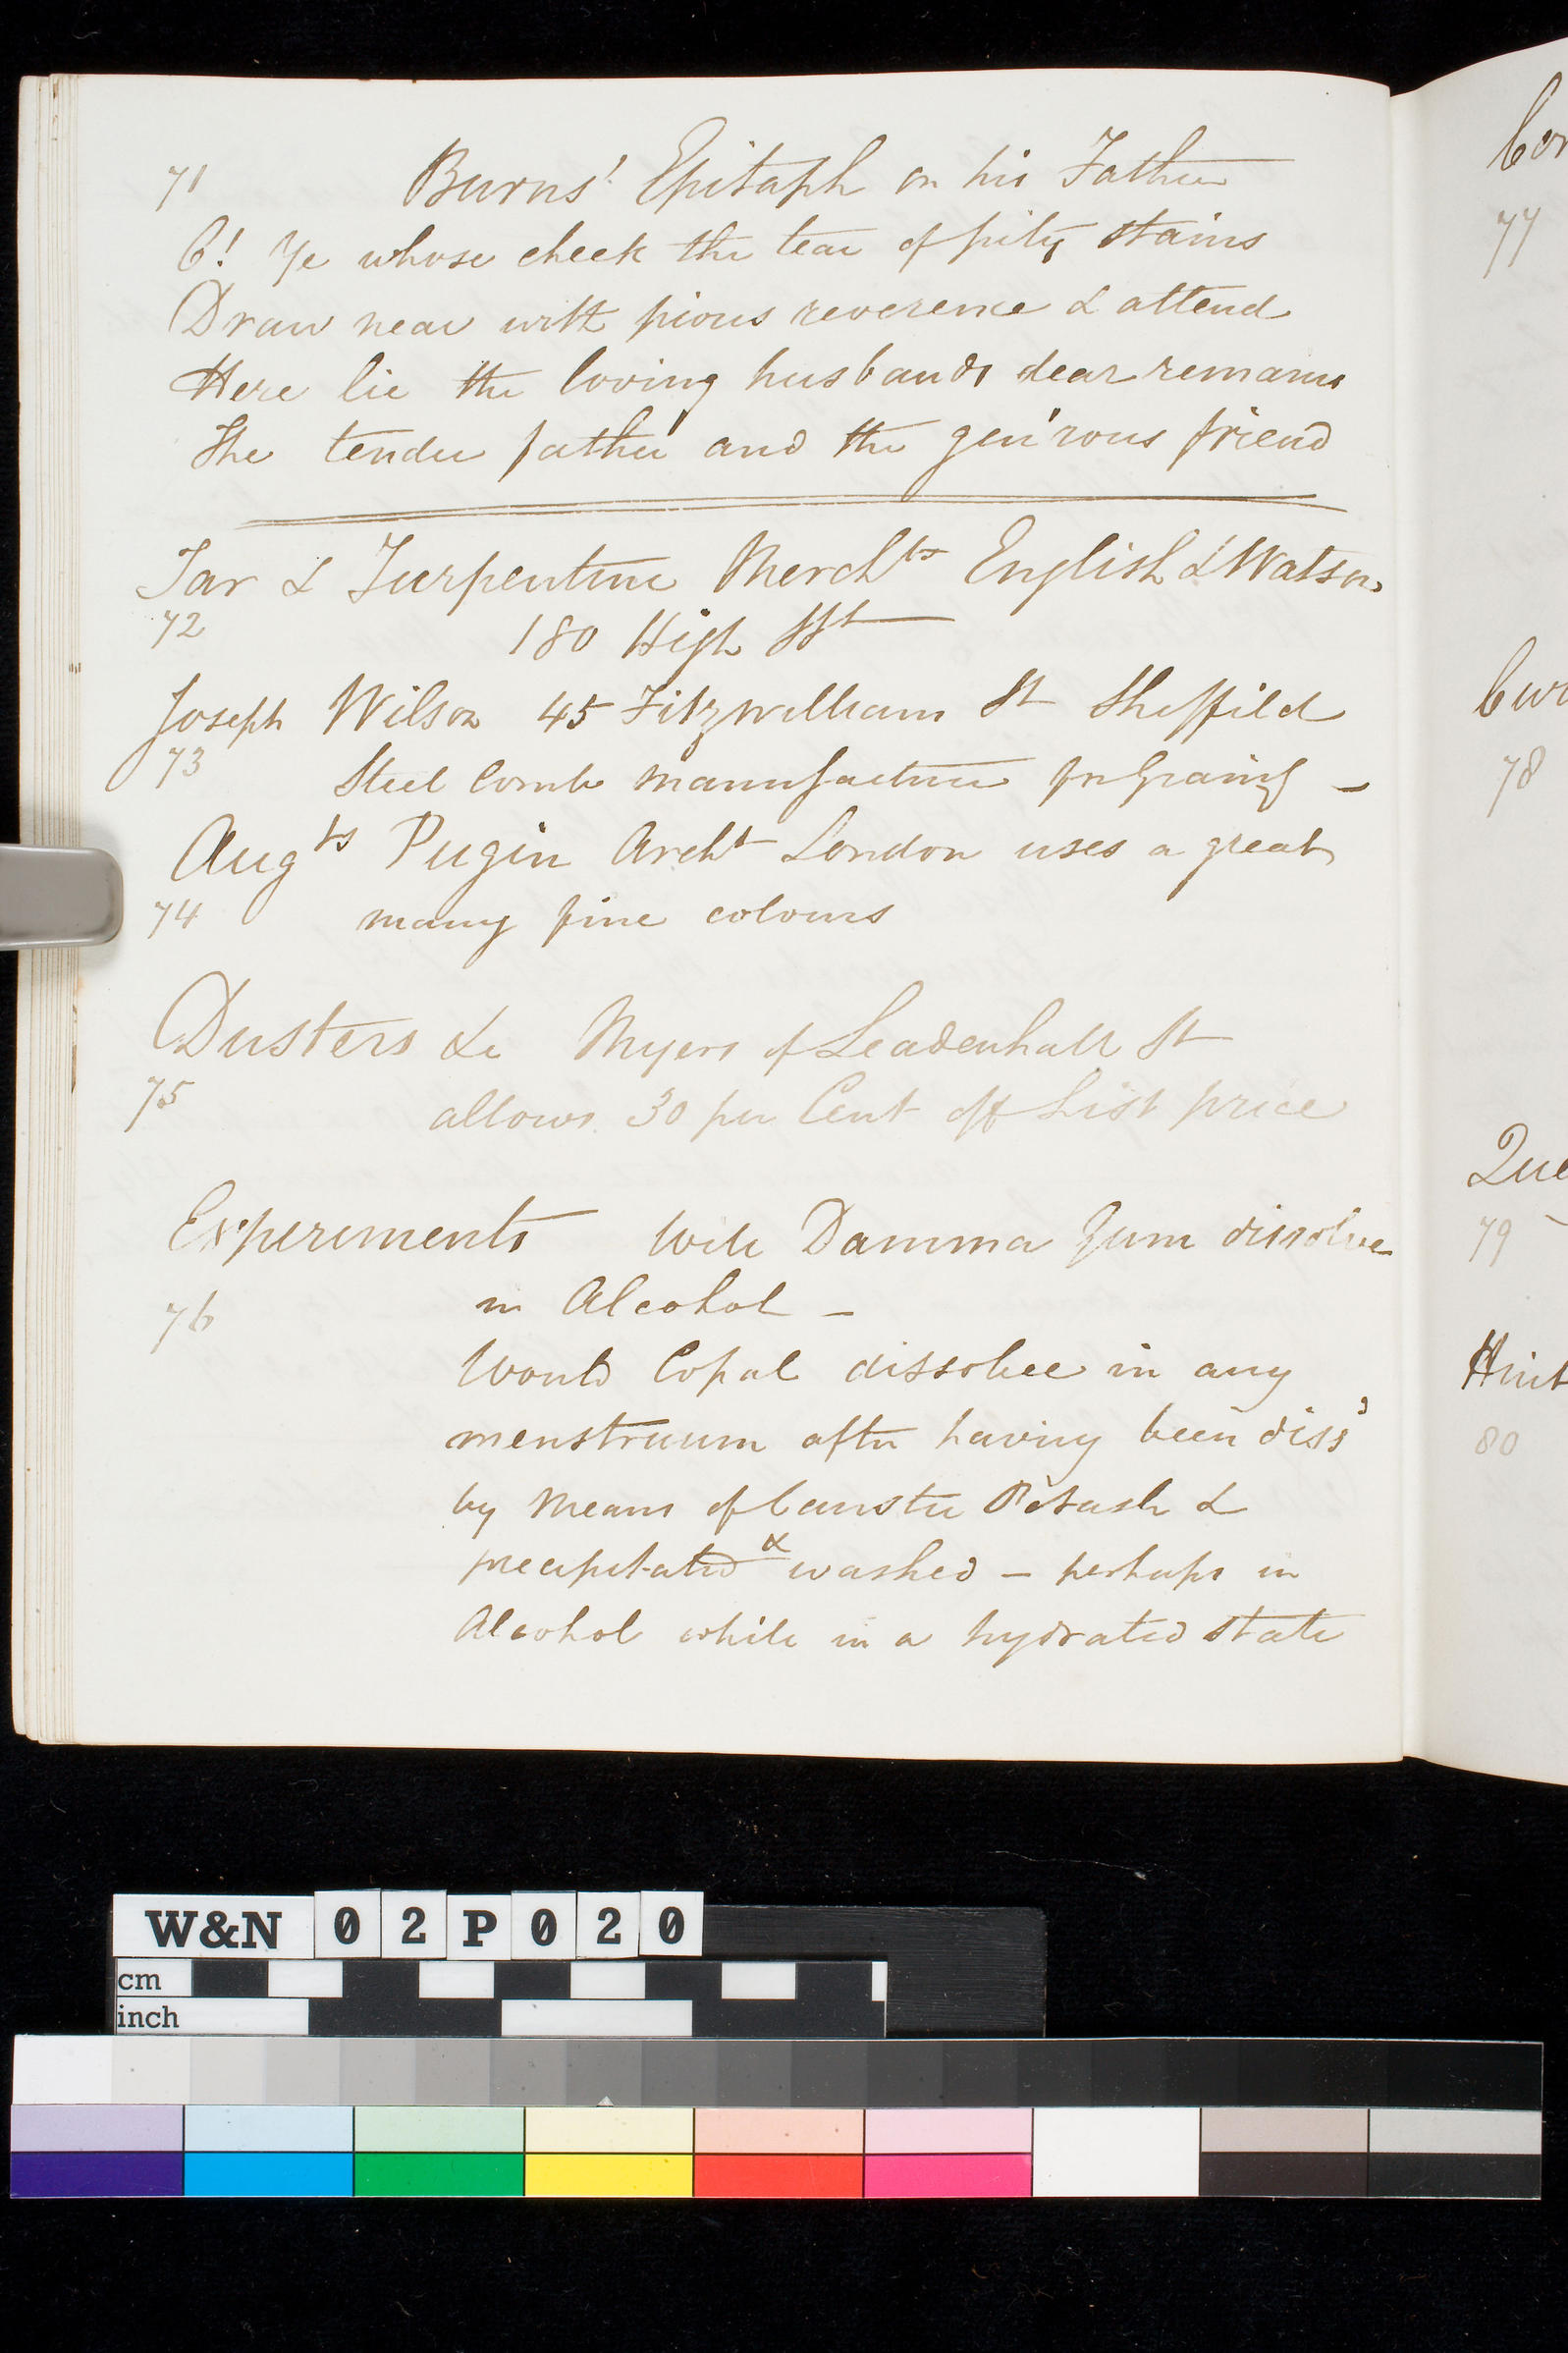 71 Burns' Epitaph on his Father
O! Ye whose cheek the tear of pity stains
Draw near with pious reverence & attend
Here lie the loving husbands dear remains
The tender father and the gen'rous friend
Tar & Turpentine Merchts English & Watson
72 180 High St
Joseph Wilson 45 Fitzwilliam St Sheffild
73 Steel Comb manufacturer for Graing –
Augts Pugin Archt London uses a great
74 many fine colours
Dusters &c Myers of Leadenhall St
75 allows 30 per Cent off List price
Experiments Will Damma Gum dissolve
76 in Alcohol –
Would Copal dissolve in any
menstruum after having been dissd
by Means of Caustic Potash &
precipitated & washed – perhaps in
Alcohol while in a hydrated state
77
78
Que
79
Hint
80
W&N 02P020
cm
inch